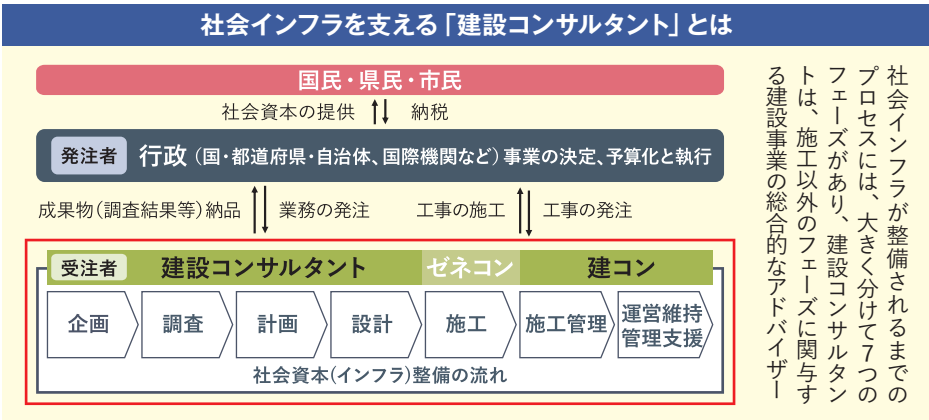 社会インフラを支える「建設コンサルタント」とは
国民・県民・市民
社会資本の提供 納税
発注者 行政（国・都道府県・自治体、国際機関など）事業の決定、予算化と執行
成果物（調査結果等）納品 業務の発注 工事の施工 工事の発注
受注者 建設コンサルタント ゼネコン 建コン
企画 調査 計画 設計 施工 施工管理 運営維持
管理支援
社会資本（インフラ）整備の流れ
社会インフラが整備されるまでの
プロセスには、大きく分けて７つの
フェーズがあり、建設コンサルタン
トは、施工以外のフェーズに関与す
る建設事業の総合的なアドバイザー